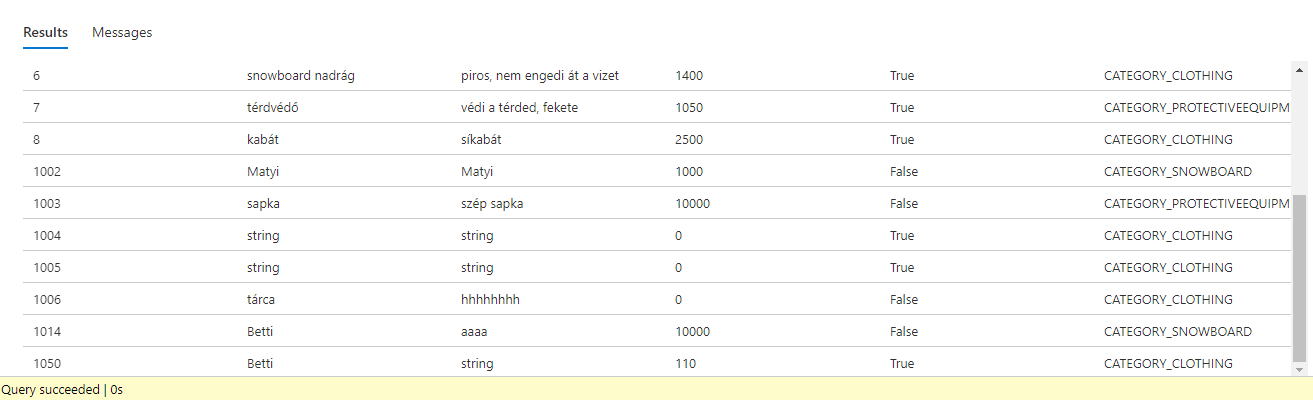 Results Messages
6 snowboard nadrág piros, nem engedi át a vizet 1400 True CATEGORY_CLOTHING
7 térdvédő védi a térded, fekete 1050 True CATEGORY_PROTECTIVEEQUIPM
8 kabát síkabát 2500 True CATEGORY_CLOTHING
1002 Matyi Matyi 1000 False CATEGORY_SNOWBOARD
1003 sapka szép sapka 10000 False CATEGORY_PROTECTIVEEQUIPM
1004 string string 0 True CATEGORY_CLOTHING
1005 string string 0 True CATEGORY_CLOTHING
1006 tárca hhhhhhhh 0 False CATEGORY_CLOTHING
1014 Betti aaaa 10000 False CATEGORY_SNOWBOARD
1050 Betti string 110 True CATEGORY_CLOTHING
Query succeeded | 0s